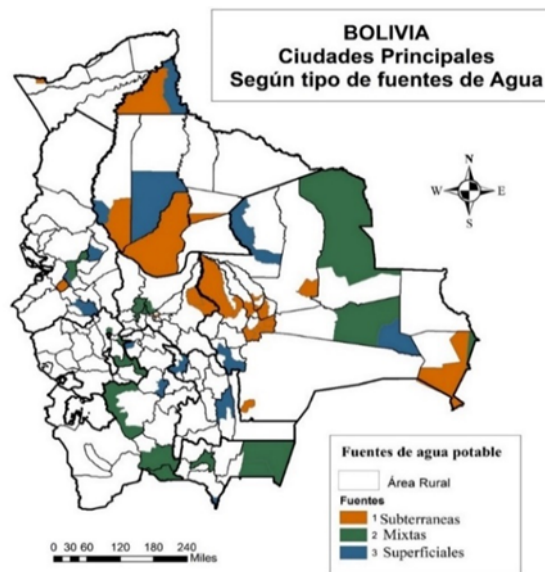 BOLIVIA
Ciudades Principales
Según tipo de fuentes de Agua
N
W E
S
Fuentes de agua potable
Área Rural
Fuentes
1 Subterraneas
2 Mixtas
3 Superficiales
0 30 60 120 180 240
Miles